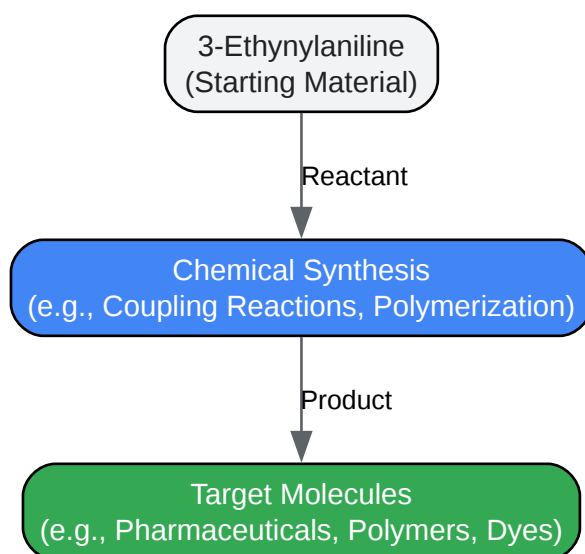 3-Ethynylaniline
(Starting Material)
Reactant
Chemical Synthesis
(e.g., Coupling Reactions, Polymerization)
Product
Target Molecules
(e.g., Pharmaceuticals, Polymers, Dyes)